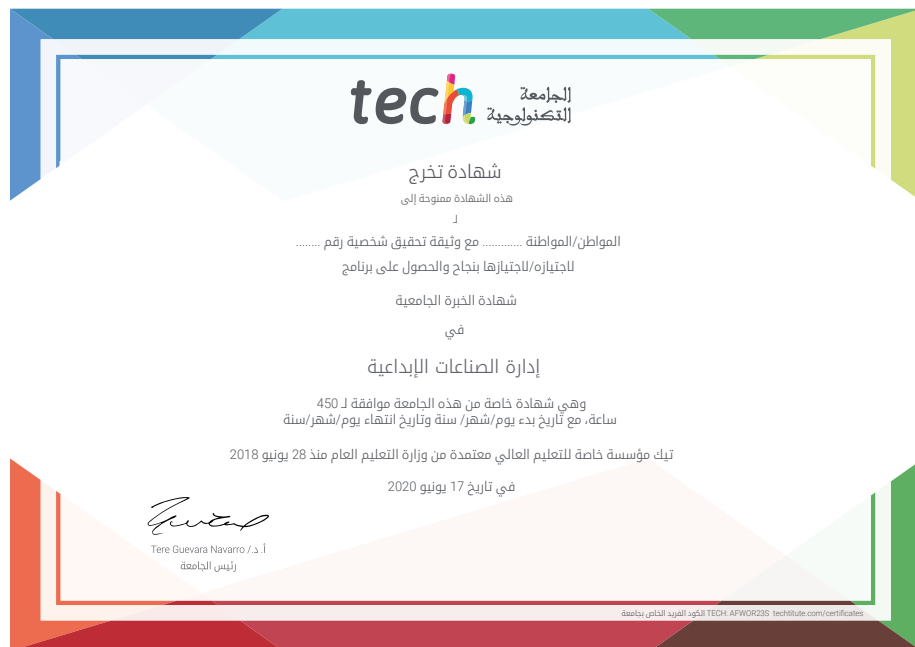 tech الجامعة
التكنولوجية
شهادة تخرج
هذه الشهادة ممنوحة إلى
لـ
المواطن/المواطنة ............. مع وثيقة تحقيق شخصية رقم ........
لاجتيازه/لاجتيازها بنجاح والحصول على برنامج
شهادة الخبرة الجامعية
في
إدارة الصناعات الإبداعية
وهي شهادة خاصة من هذه الجامعة موافقة لـ 450
ساعة، مع تاريخ بدء يوم/شهر/ سنة وتاريخ انتهاء يوم/شهر/سنة
تيك مؤسسة خاصة للتعليم العالي معتمدة من وزارة التعليم العام منذ 28 يونيو 2018
في تاريخ 17 يونيو 2020
أ. د./ Tere Guevara Navarro
رئيس الجامعة
الكود الفريد الخاص بجامعة TECH: AFWOR23S techtitute.com/certificates